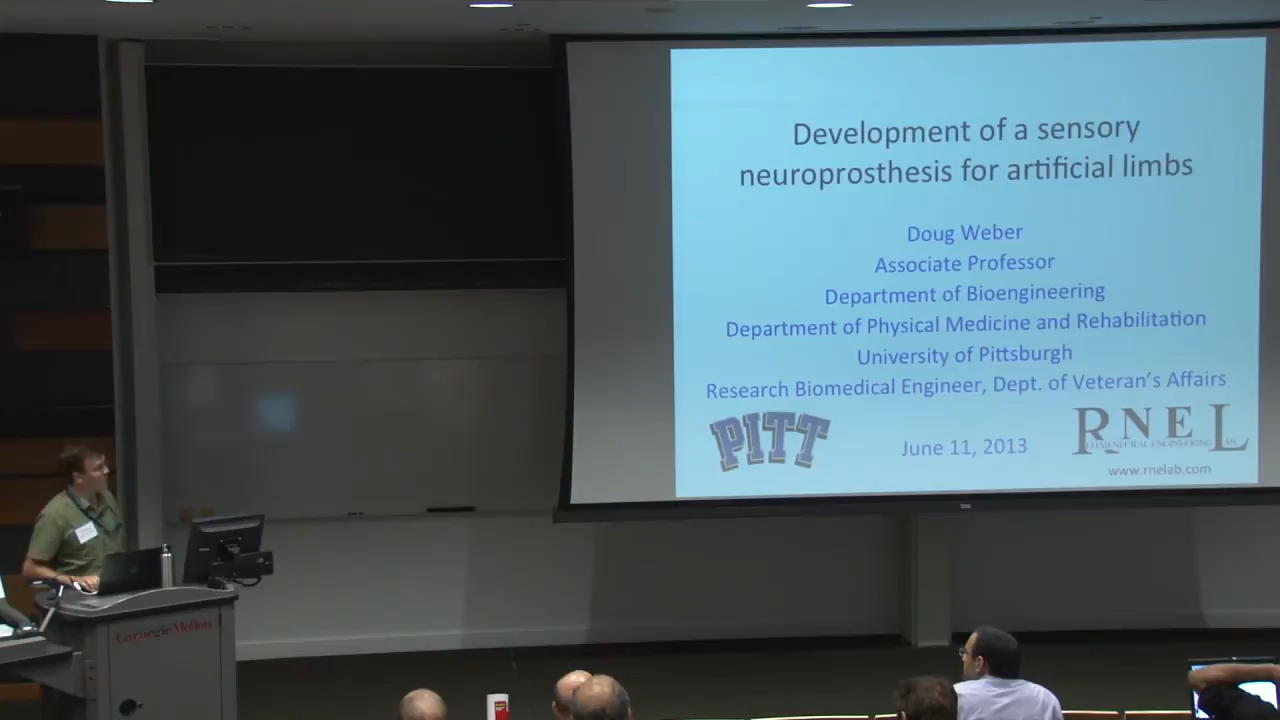 Development of a sensory
neuroprosthesis for artificial limbs
Doug Weber
Associate Professor
Department of Bioengineering
Department of Physical Medicine and Rehabilitation
University of Pittsburgh
Research Biomedical Engineer, Dept. of Veteran's Affairs
PITT
June 11, 2013
RNEL
www.rnelab.com
Carnegie Mellon